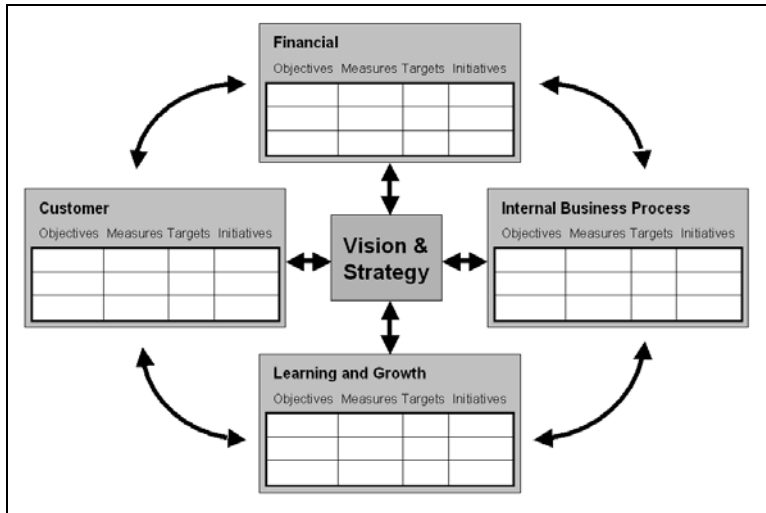 Financial
Objectives Measures Targets Initiatives
Customer
Objectives Measures Targets Initiatives
Vision &
Strategy
Internal Business Process
Objectives Measures Targets Initiatives
Learning and Growth
Objectives Measures Targets Initiatives